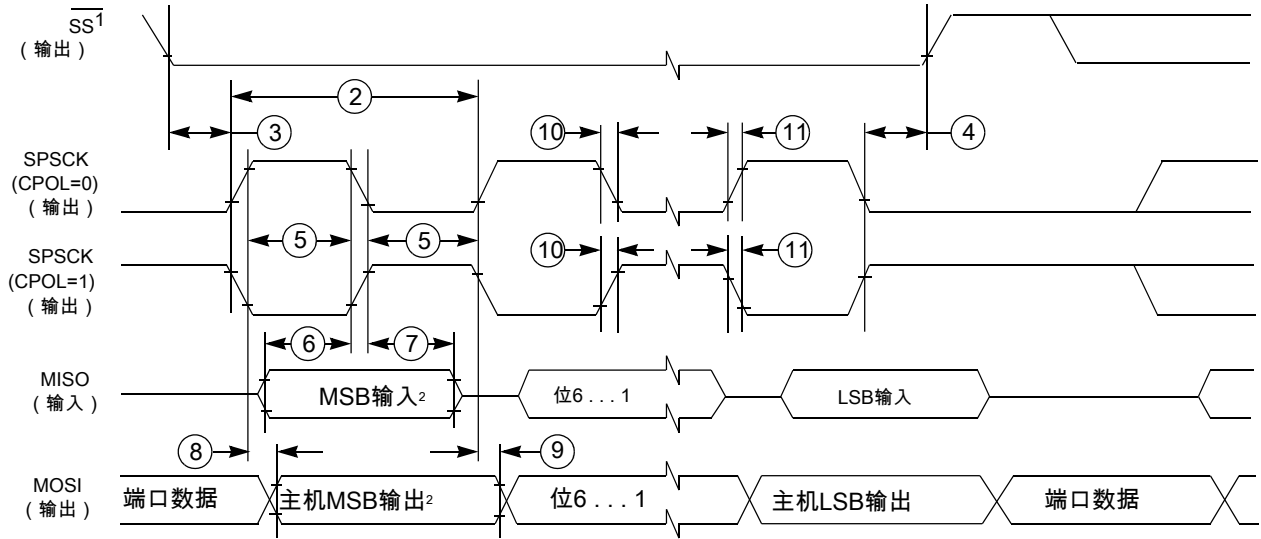 SS1
（输出）
②
③
⑩
⑪
④
SPSCK
(CPOL=0)
（输出）
⑤
⑤
SPSCK
(CPOL=1)
（输出）
⑩
⑪
⑥
⑦
MISO
（输入）
MSB输入2
位6 . . . 1
LSB输入
⑧
⑨
MOSI
（输出）
端口数据
主机MSB输出2
位6 . . . 1
主机LSB输出
端口数据